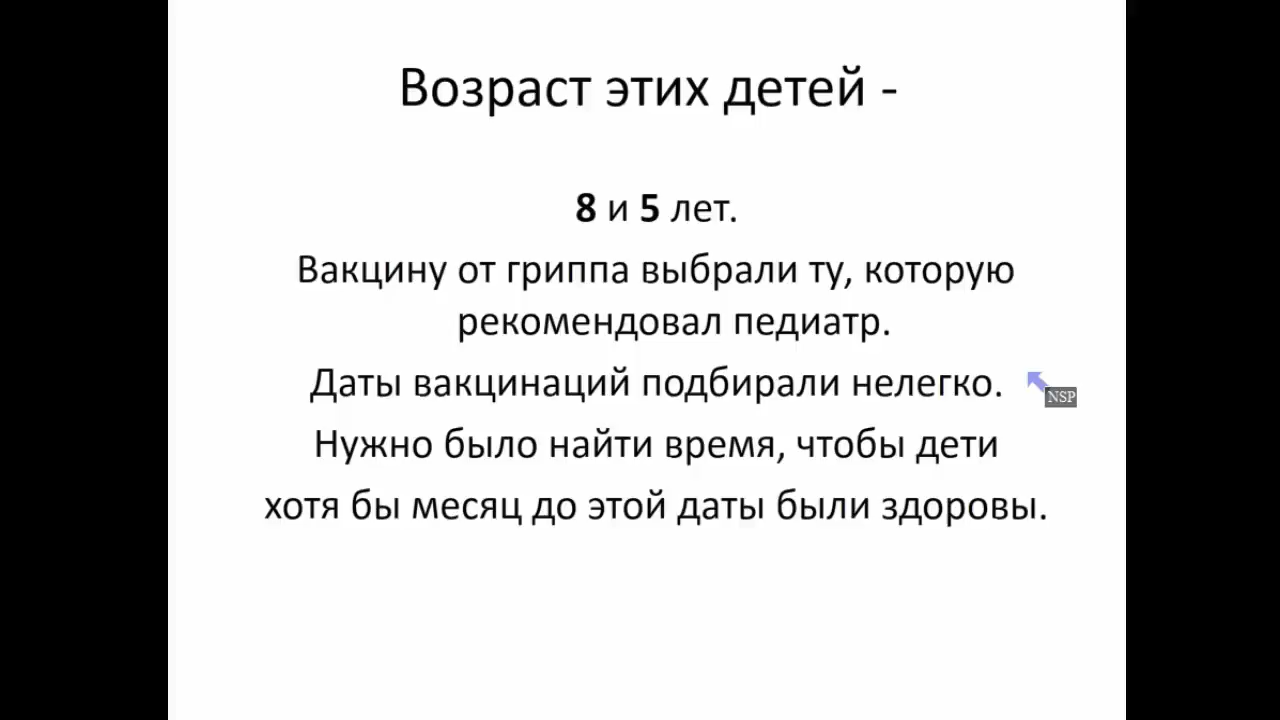 Возраст этих детей -
8 и 5 лет.
Вакцину от гриппа выбрали ту, которую
рекомендовал педиатр.
Даты вакцинаций подбирали нелегко.
NSP
Нужно было найти время, чтобы дети
хотя бы месяц до этой даты были здоровы.